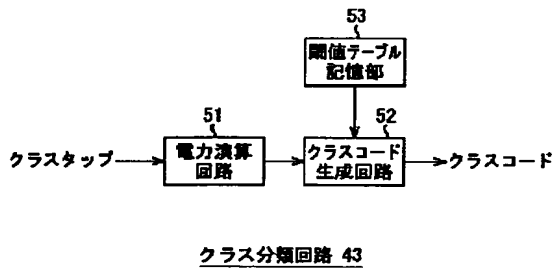 53
閾値テーブル
記憶部
51
52
クラスタップ
電力演算
回路
クラスコード
生成回路
クラスコード
クラス分類回路 43